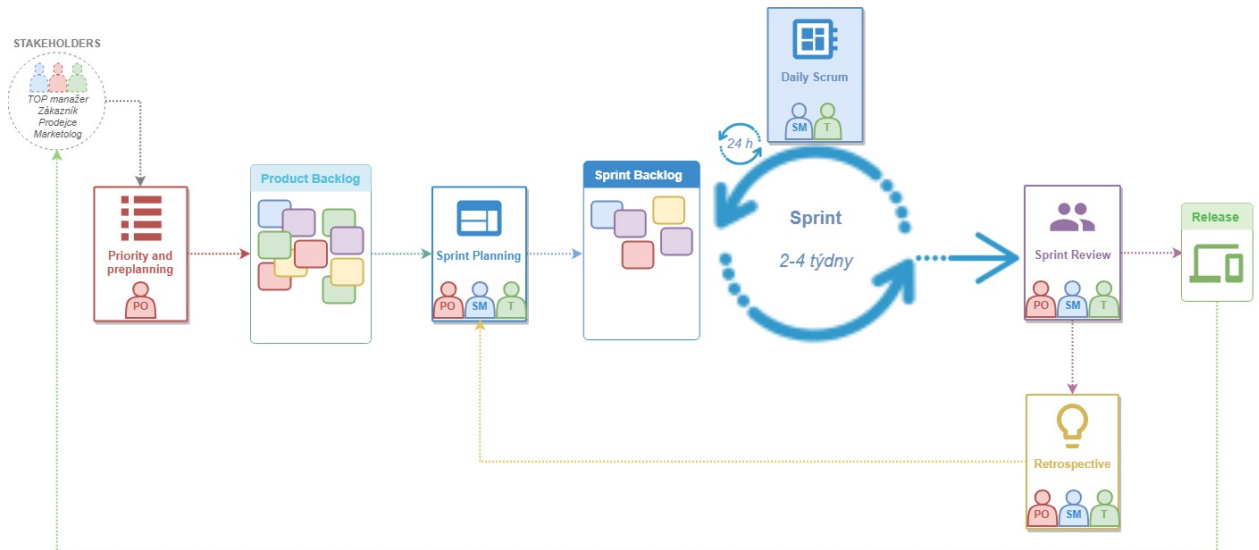 STAKEHOLDERS
TOP manažer
Zákazník
Prodejce
Marketolog
Priority and
preplanning
PO
Product Backlog
Sprint Planning
PO SM T
Sprint Backlog
Daily Scrum
SM T
24 h
Sprint
2-4 týdny
Sprint Review
PO SM T
Release
Retrospective
PO SM T